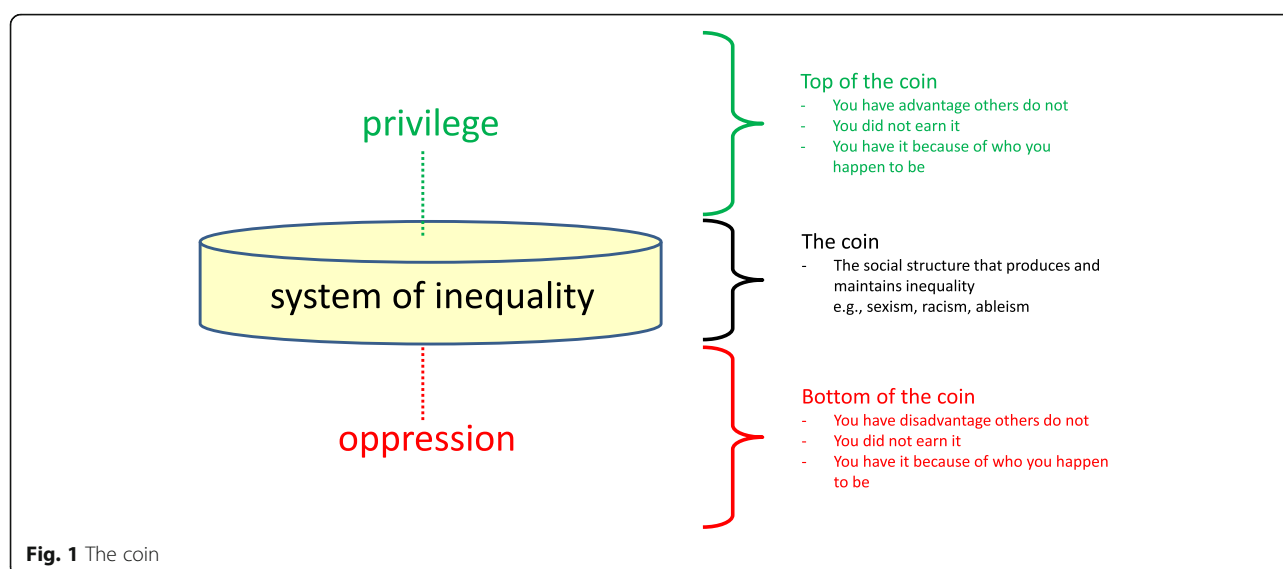 privilege
system of inequality
oppression
Top of the coin
- You have advantage others do not
- You did not earn it
- You have it because of who you
happen to be
The coin
- The social structure that produces and
maintains inequality
e.g., sexism, racism, ableism
Bottom of the coin
- You have disadvantage others do not
- You did not earn it
- You have it because of who you happen
to be
Fig. 1 The coin